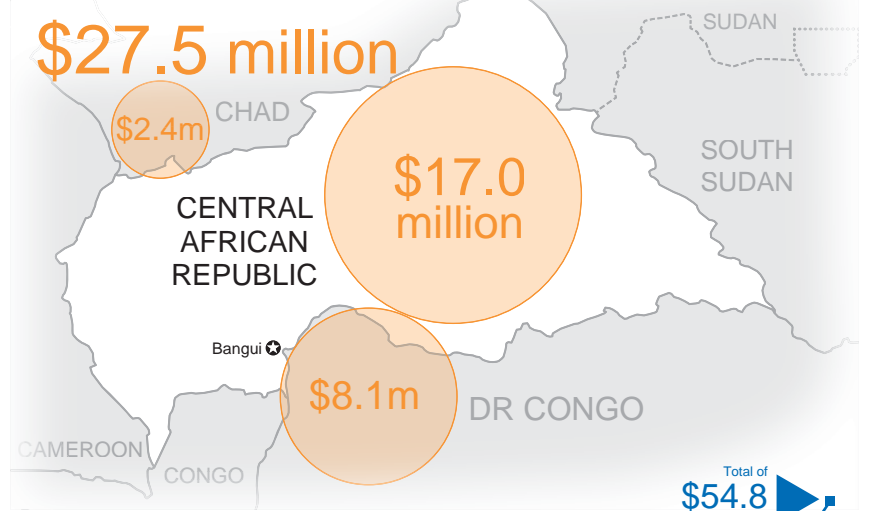 SUDAN
$27.5 million
CHAD
$2.4m
SOUTH
SUDAN
$17.0
million
CENTRAL
AFRICAN
REPUBLIC
Bangui
$8.1m
DR CONGO
CAMEROON
CONGO
Total of
$54.8